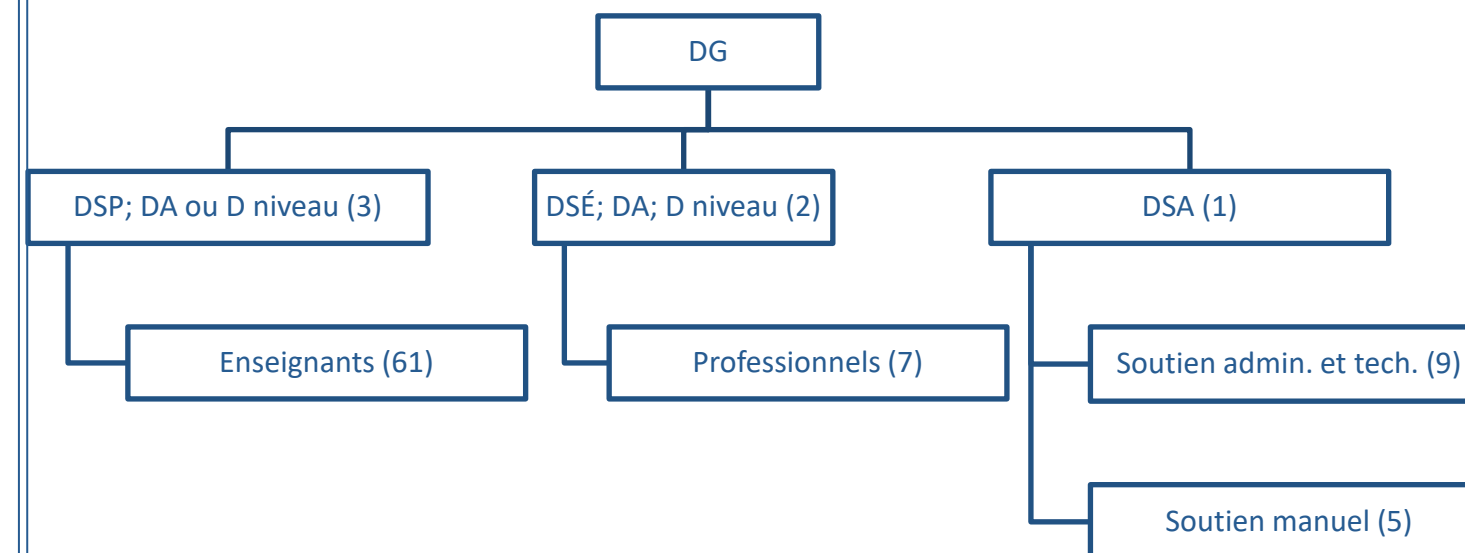 DG
DSP; DA ou D niveau (3)
DSÉ; DA; D niveau (2)
DSA (1)
Enseignants (61)
Professionnels (7)
Soutien admin. et tech. (9)
Soutien manuel (5)